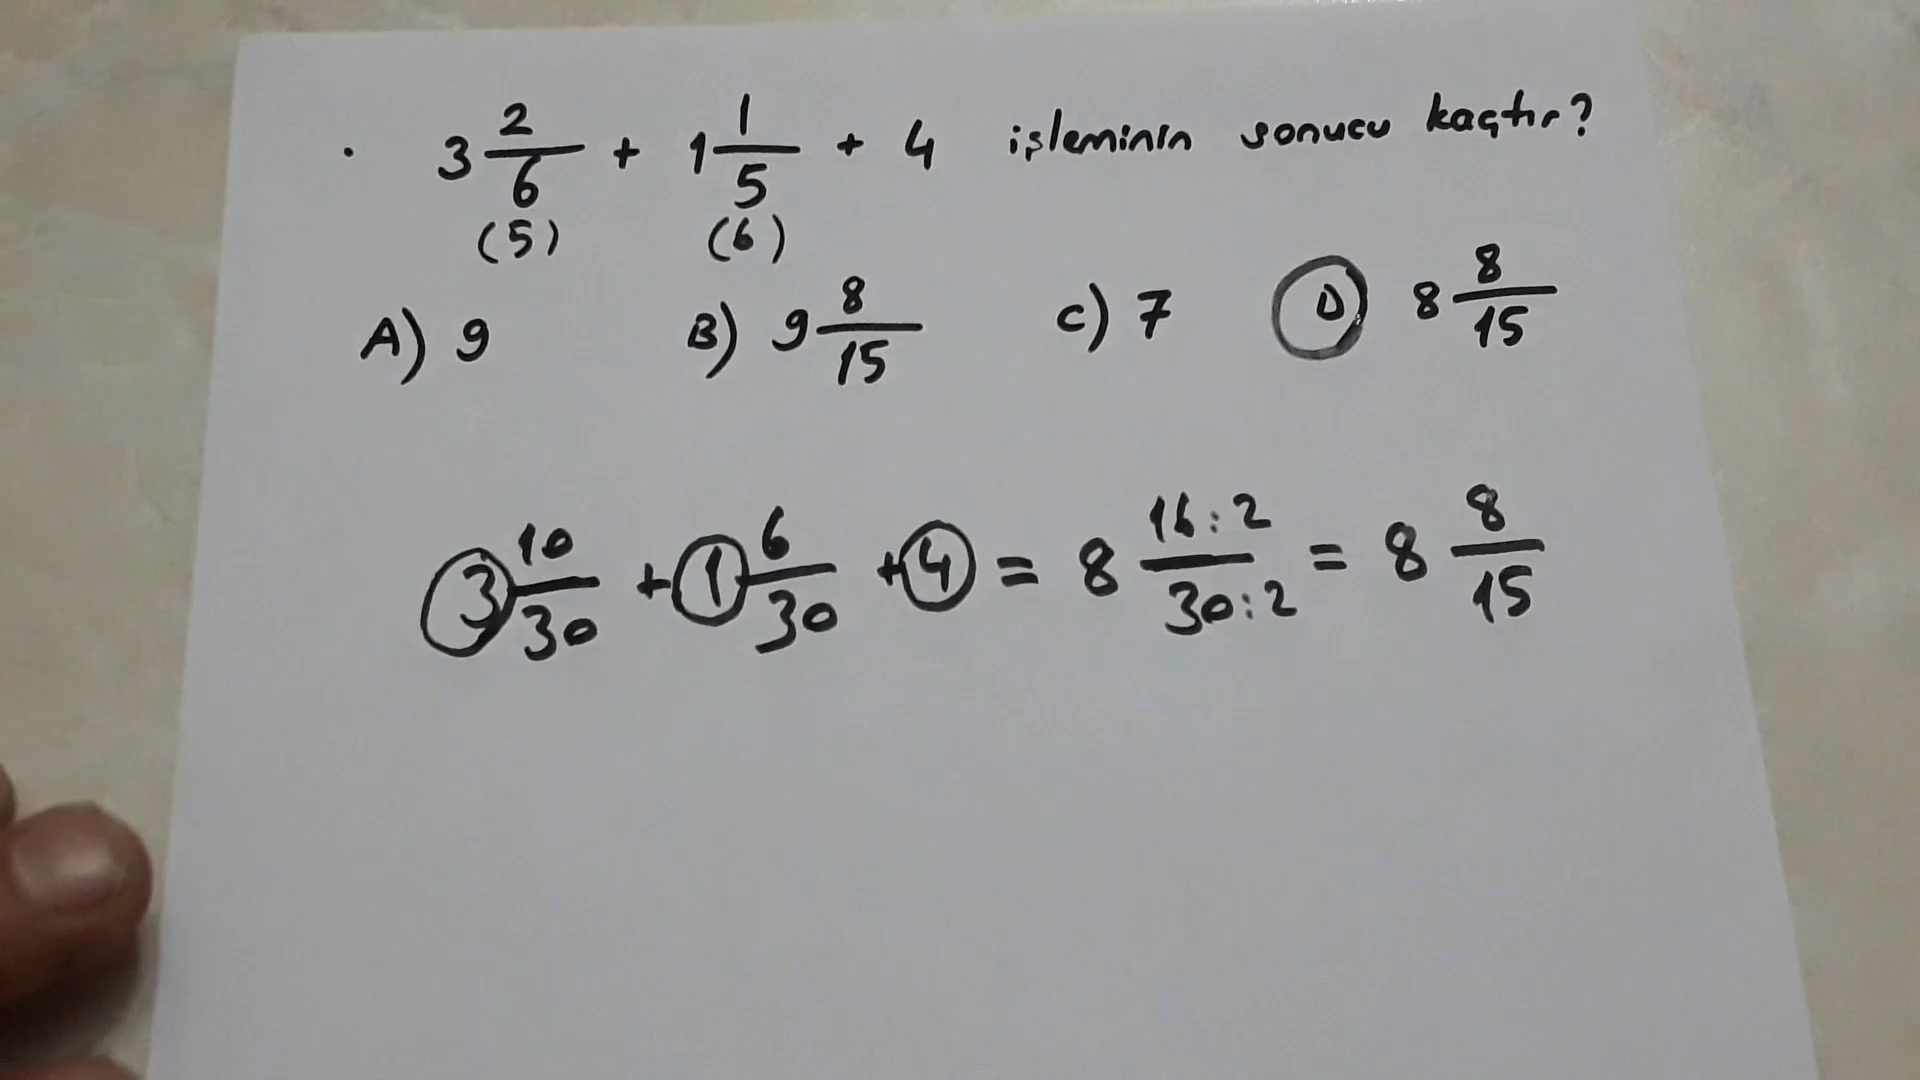 · 3 2/6 + 1 1/5 + 4 işleminin sonucu kaçtır?
(5) (6)
A) 9 B) 9 8/15 C) 7 D 8 8/15
3 10/30 + 1 6/30 + 4 = 8 16:2/30:2 = 8 8/15